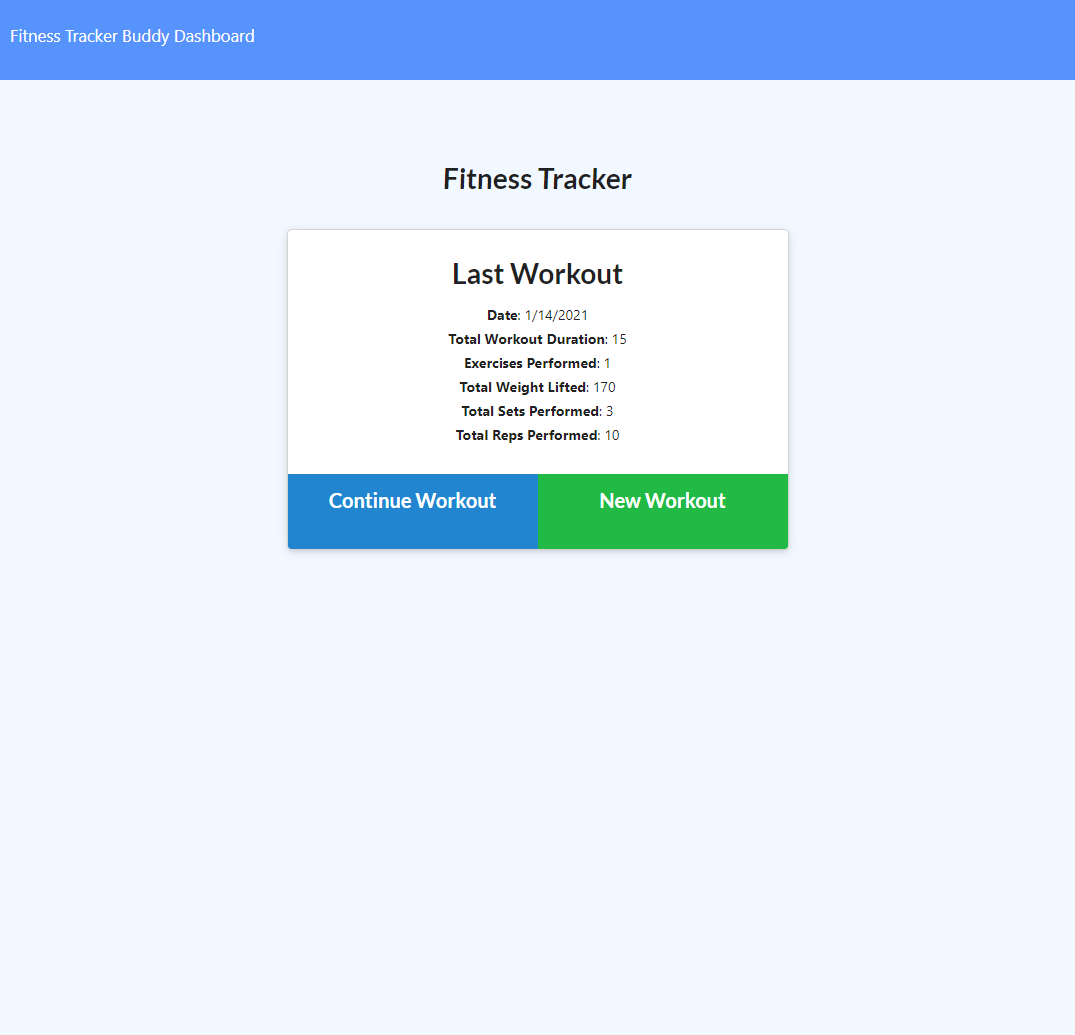 Fitness Tracker Buddy Dashboard
Fitness Tracker
Last Workout
Date: 1/14/2021
Total Workout Duration: 15
Exercises Performed: 1
Total Weight Lifted: 170
Total Sets Performed: 3
Total Reps Performed: 10
Continue Workout New Workout